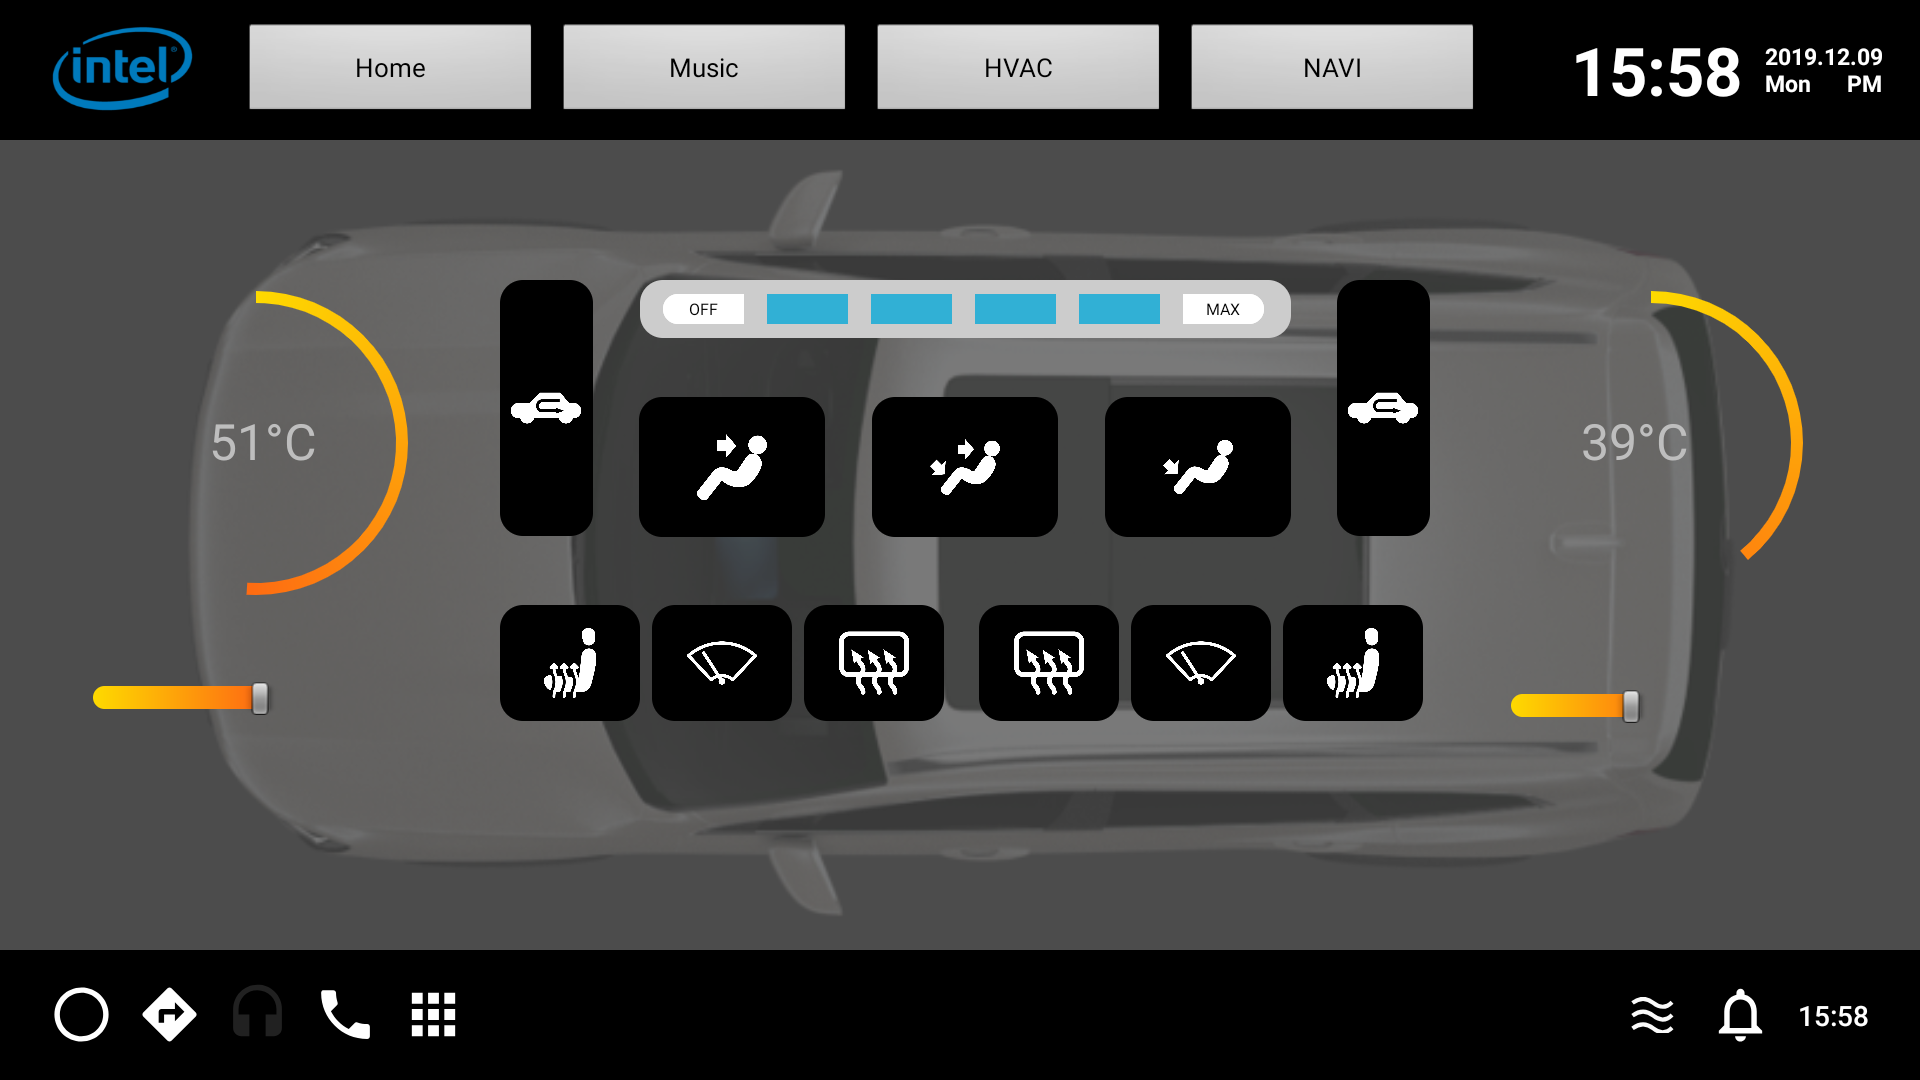 intel®
Home
Music
HVAC
NAVI
15:58
2019.12.09
Mon PM
OFF
MAX
51°C
39°C
15:58